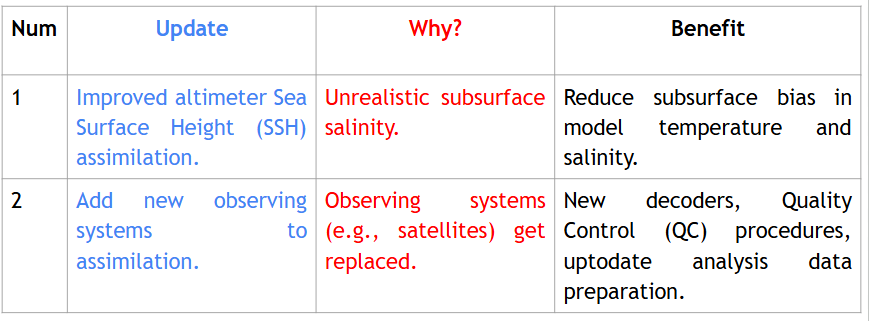 Num Update Why? Benefit
1 Improved altimeter Sea Unrealistic subsurface Reduce subsurface bias in
Surface Height (SSH) salinity. model temperature and
assimilation. salinity.
2 Add new observing Observing systems New decoders, Quality
systems to (e.g., satellites) get Control (QC) procedures,
assimilation. replaced. uptodate analysis data
preparation.